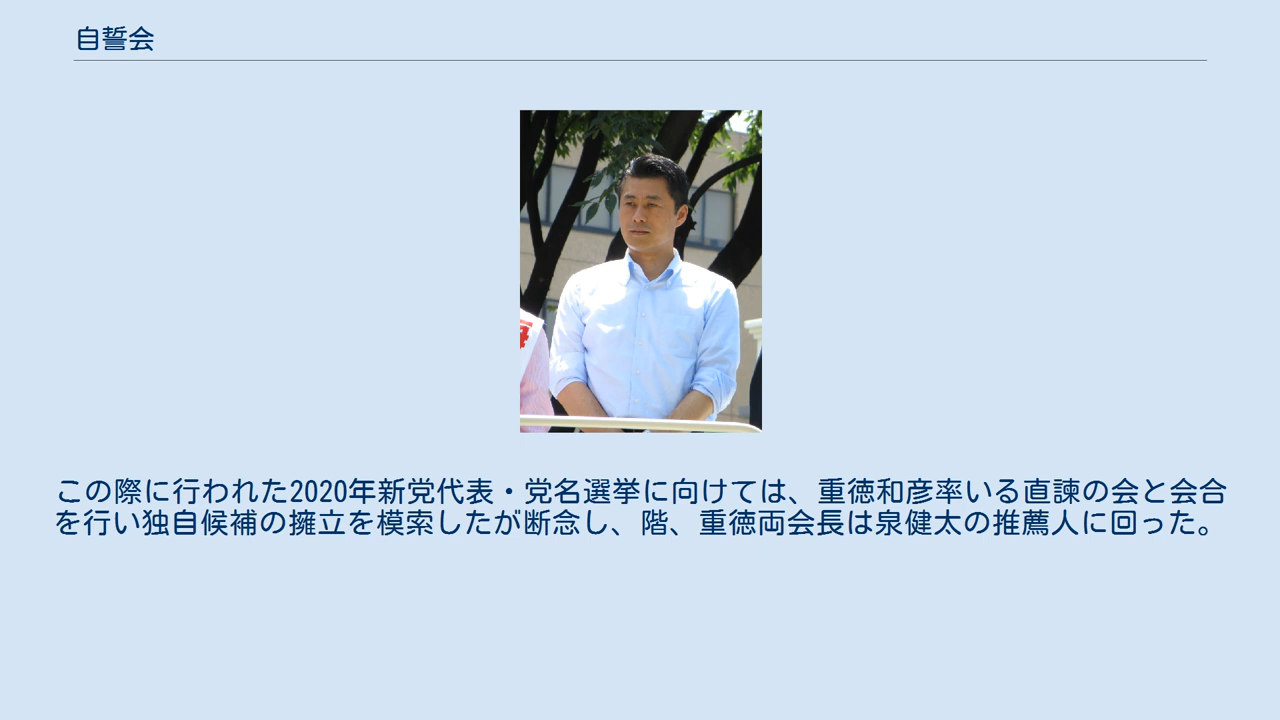 自誓会
この際に行われた2020年新党代表・党名選挙に向けては、重徳和彦率いる直諫の会と会合
を行い独自候補の擁立を模索したが断念し、階、重徳両会長は泉健太の推薦人に回った。